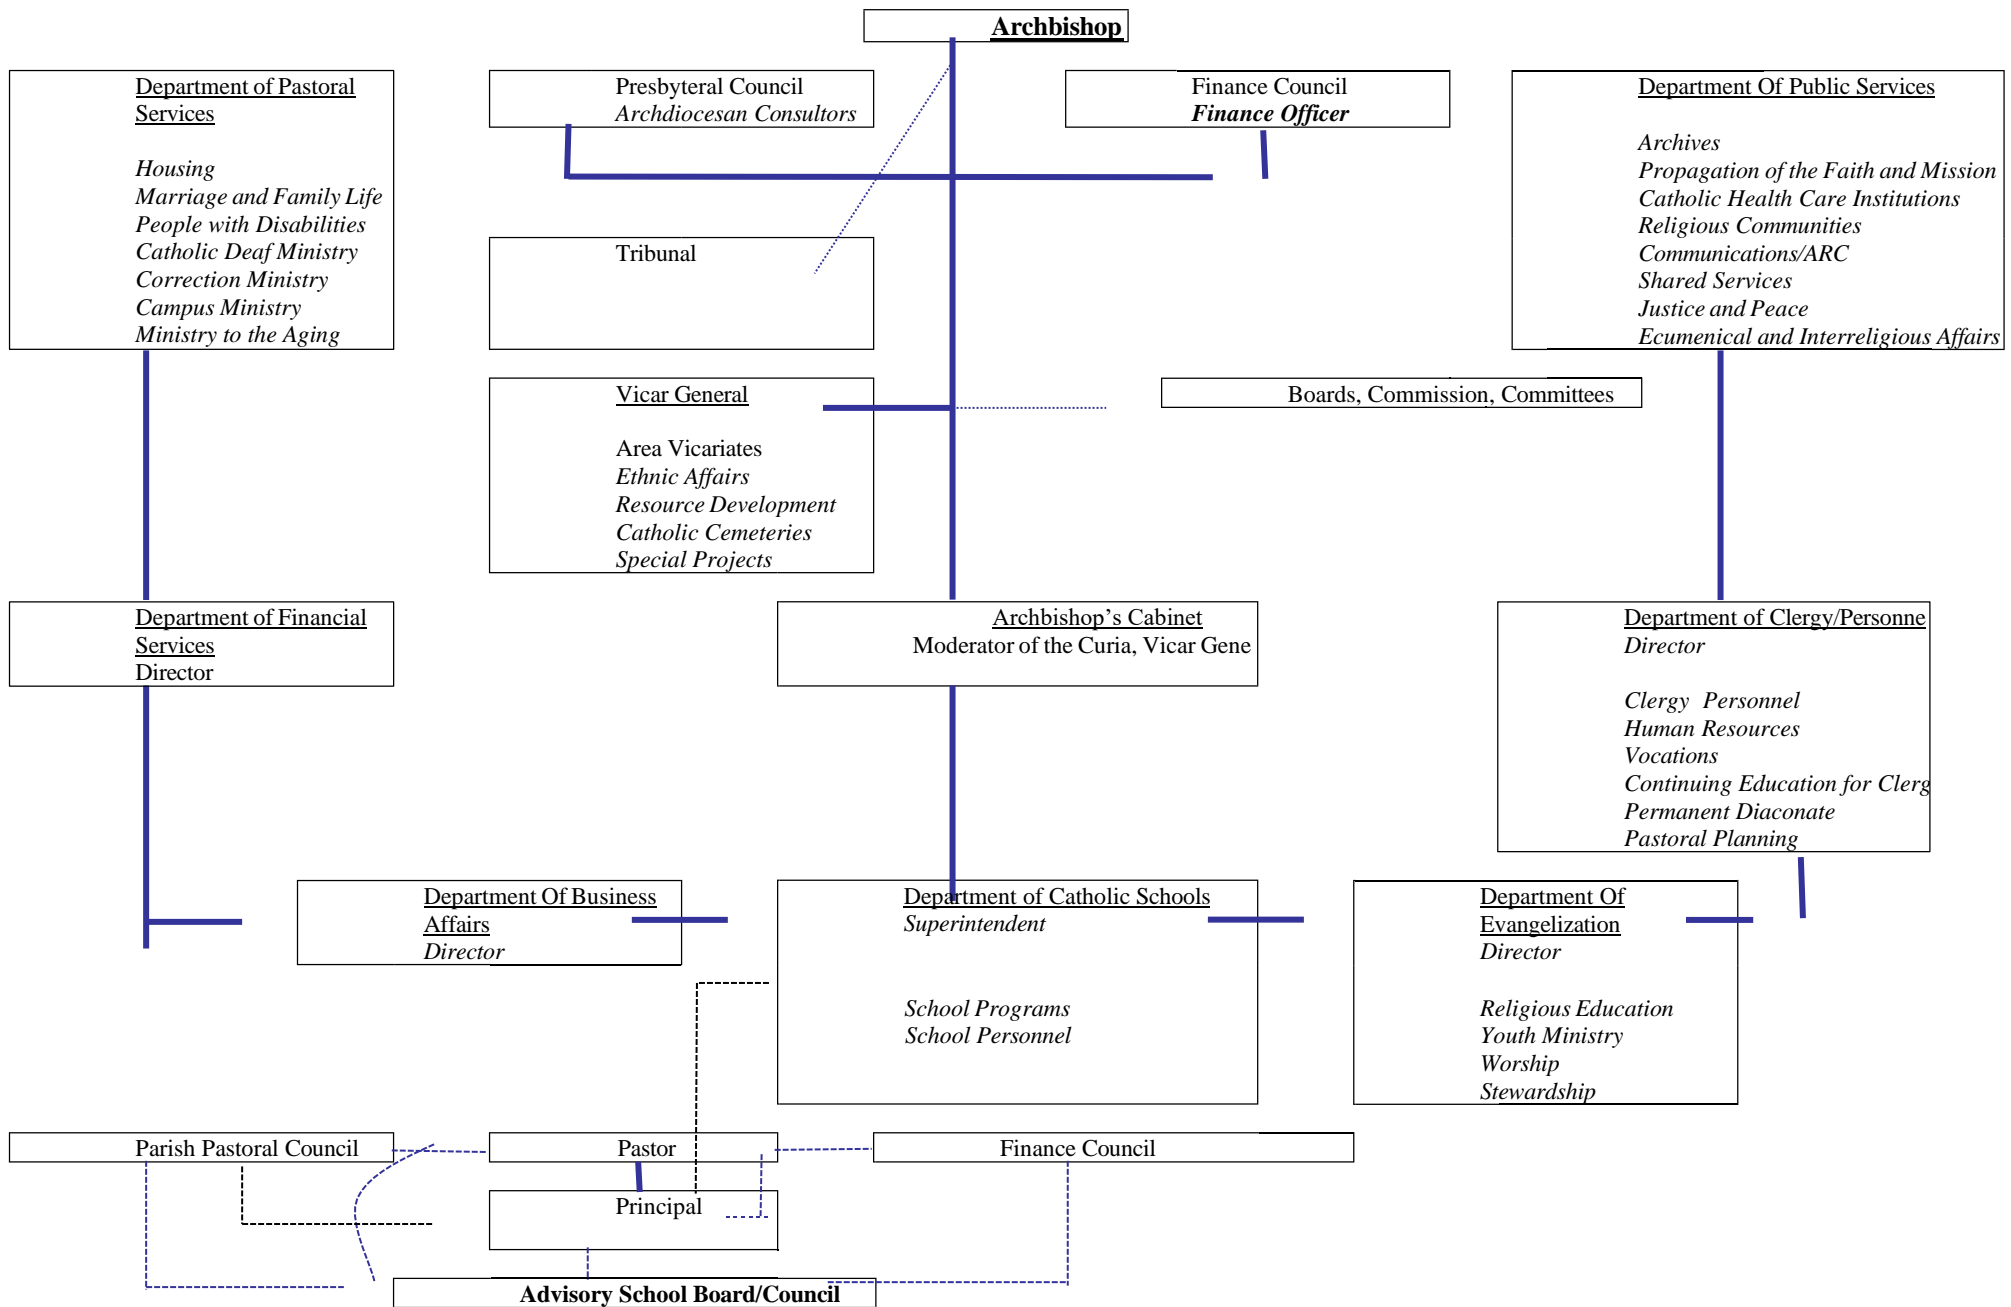 Archbishop
Department of Pastoral
Services
Housing
Marriage and Family Life
People with Disabilities
Catholic Deaf Ministry
Correction Ministry
Campus Ministry
Ministry to the Aging
Presbyteral Council
Archdiocesan Consultors
Finance Council
Finance Officer
Department Of Public Services
Archives
Propagation of the Faith and Mission
Catholic Health Care Institutions
Religious Communities
Communications/ARC
Shared Services
Justice and Peace
Ecumenical and Interreligious Affairs
Tribunal
Vicar General
Area Vicariates
Ethnic Affairs
Resource Development
Catholic Cemeteries
Special Projects
Boards, Commission, Committees
Department of Financial
Services
Director
Archbishop’s Cabinet
Moderator of the Curia, Vicar Gene
Department of Clergy/Personne
Director
Clergy Personnel
Human Resources
Vocations
Continuing Education for Clerg
Permanent Diaconate
Pastoral Planning
Department Of Business
Affairs
Director
Department of Catholic Schools
Superintendent
School Programs
School Personnel
Department Of
Evangelization
Director
Religious Education
Youth Ministry
Worship
Stewardship
Parish Pastoral Council
Pastor
Finance Council
Principal
Advisory School Board/Council